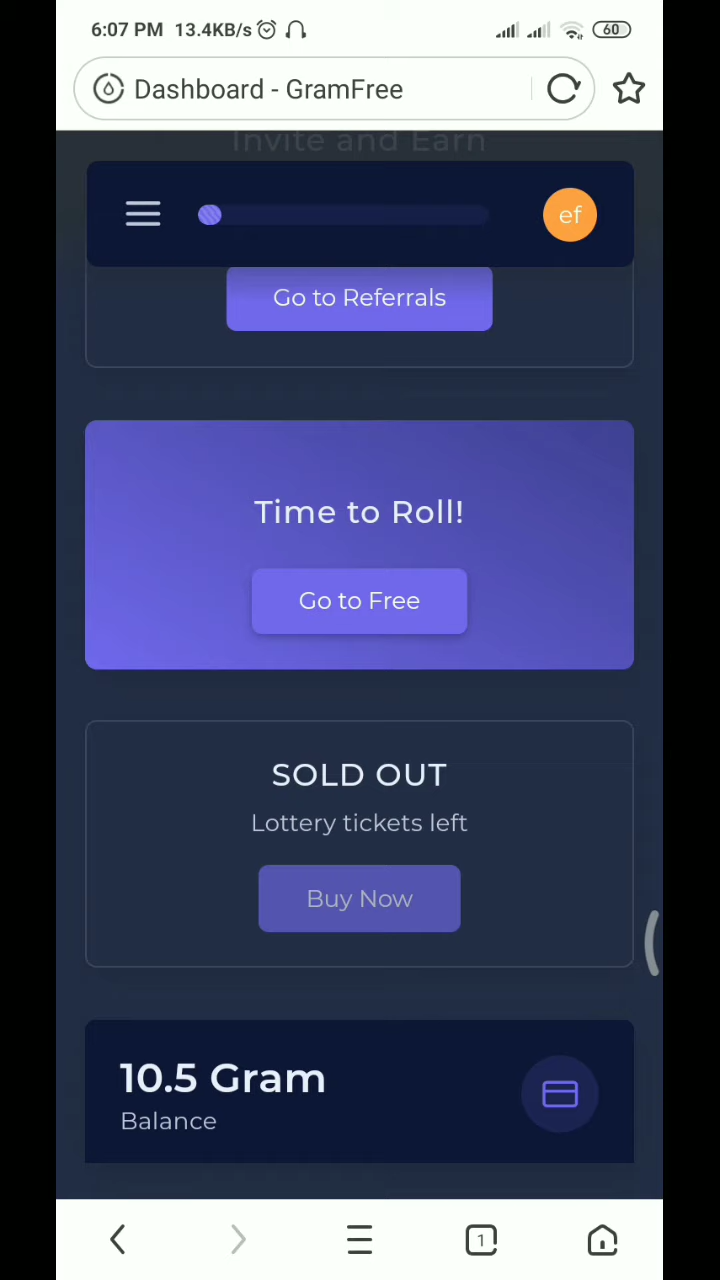 6:07 PM 13.4KB/s
60
Dashboard - GramFree
Invite and Earn
ef
Go to Referrals
Time to Roll!
Go to Free
SOLD OUT
Lottery tickets left
Buy Now
10.5 Gram
Balance
1